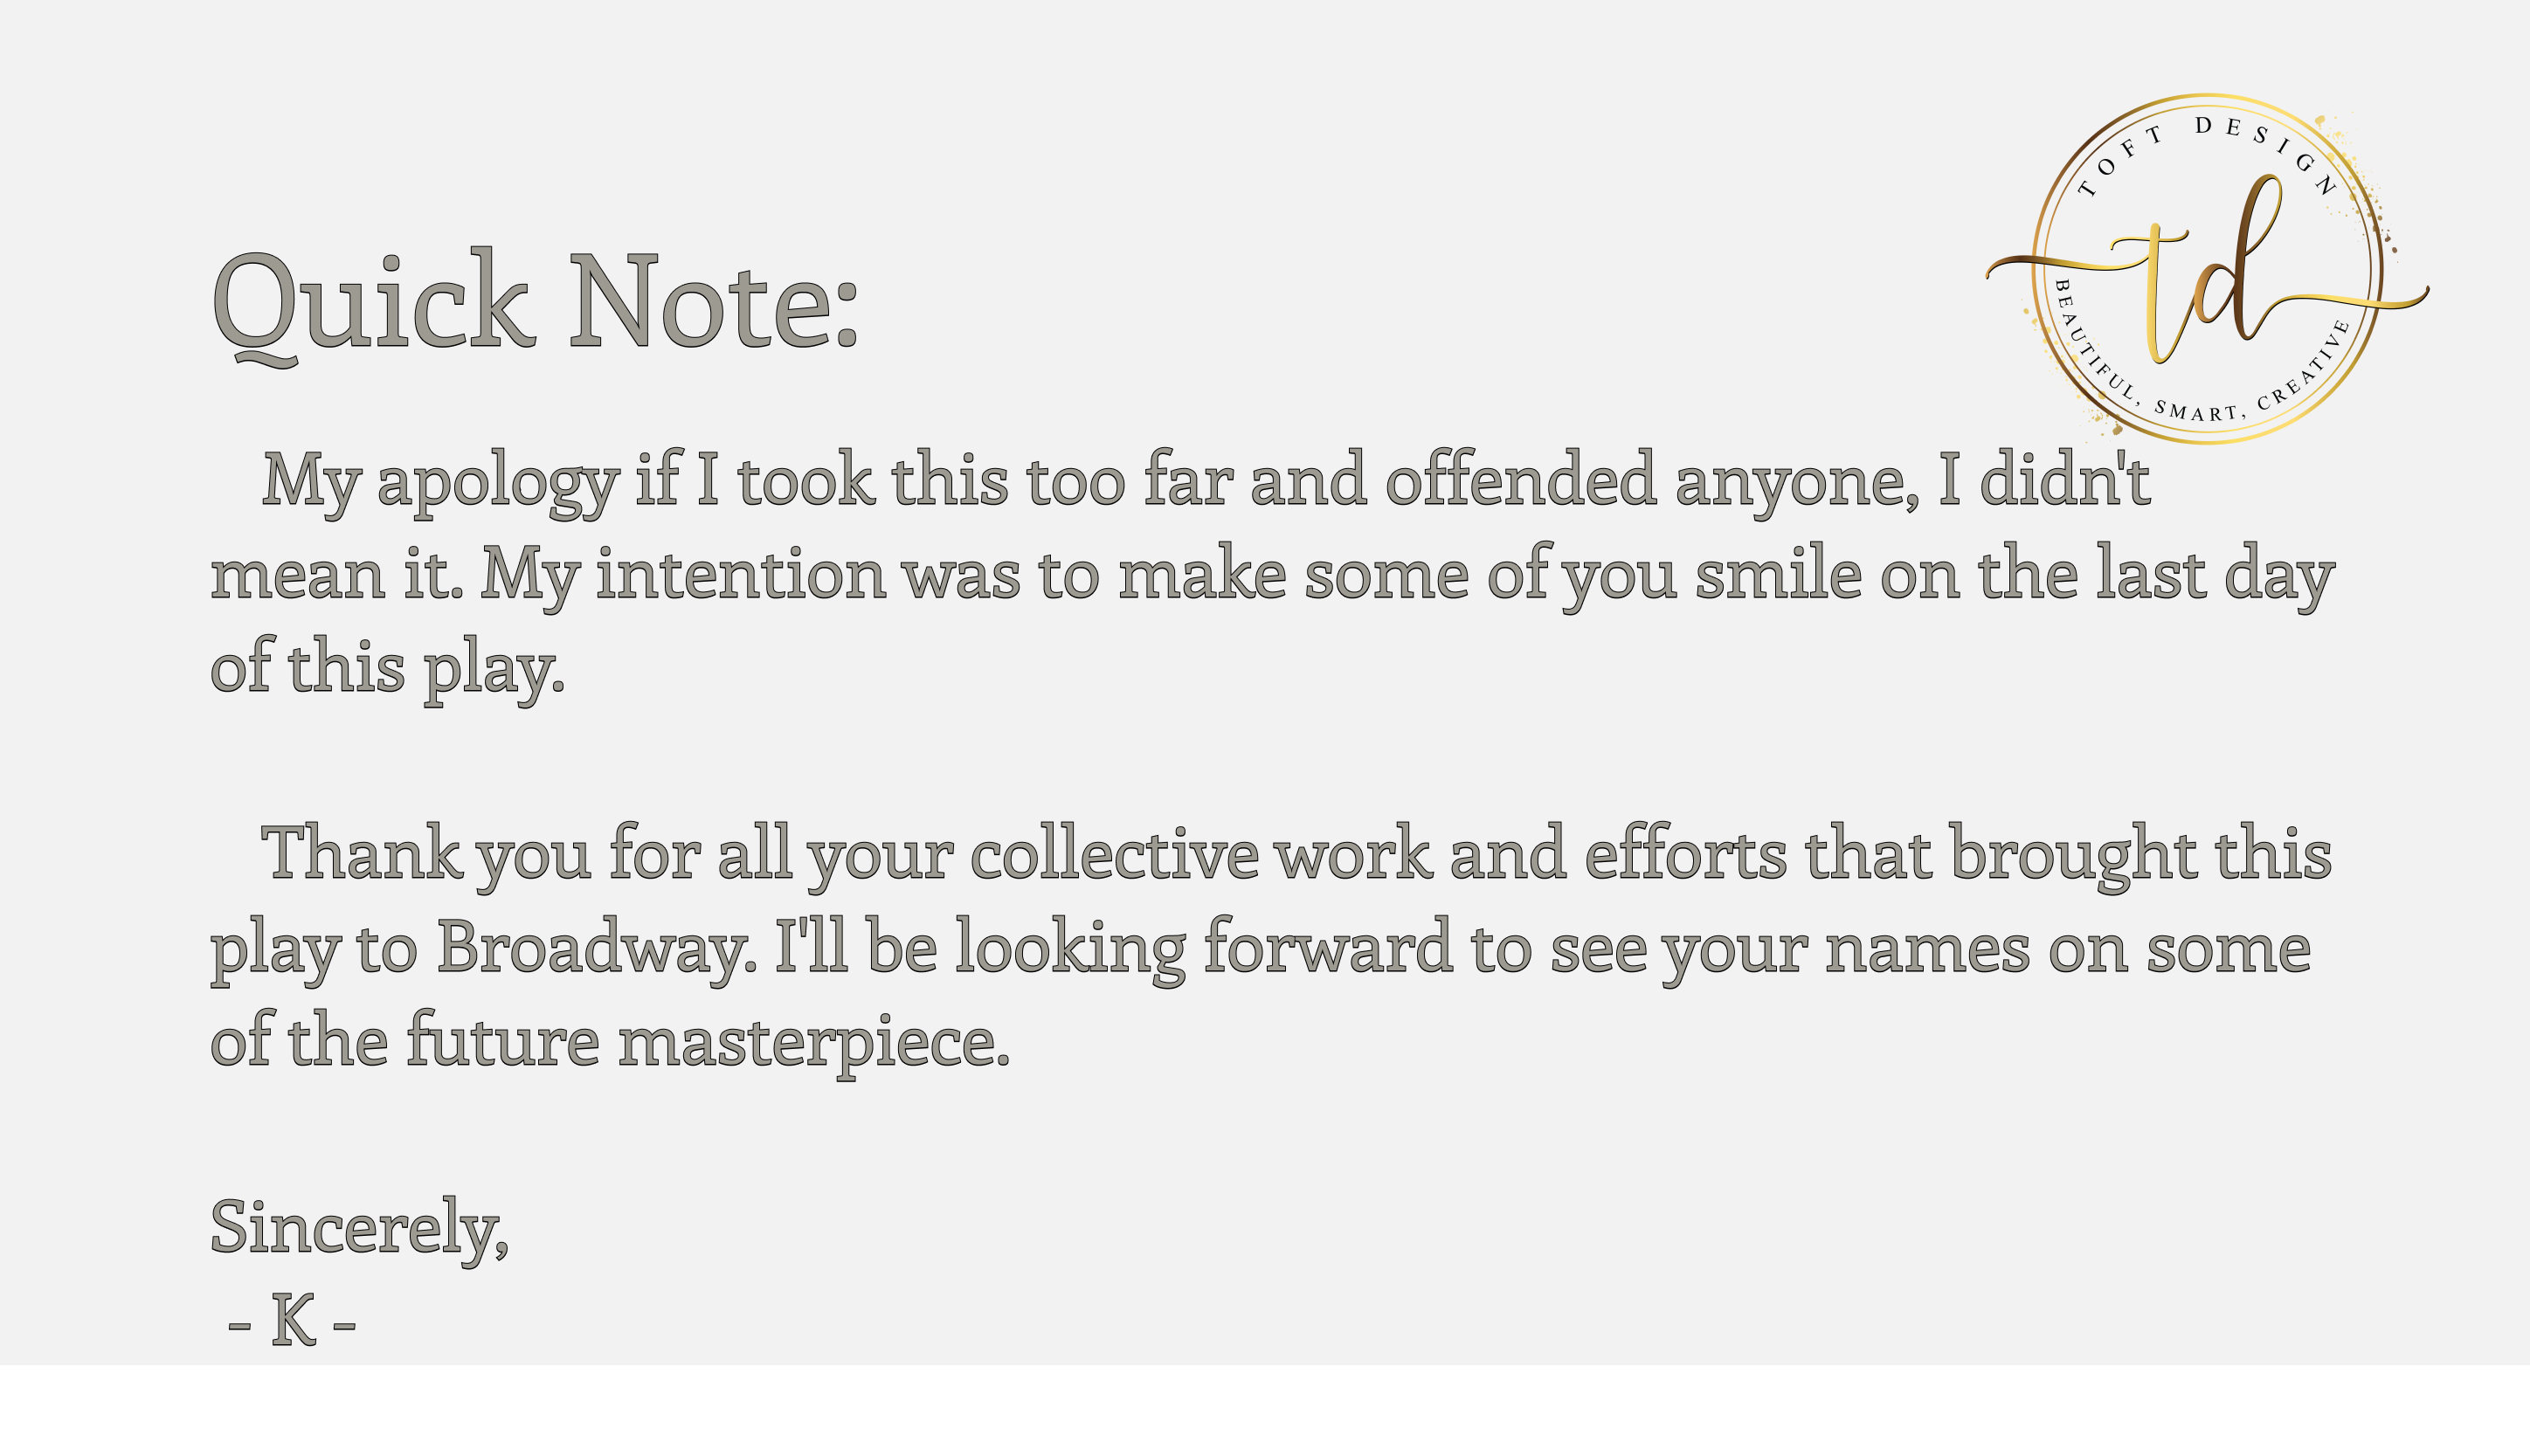 TOFT DESIGN
td
BEAUTIFUL, SMART, CREATIVE
Quick Note:
My apology if I took this too far and offended anyone, I didn't
mean it. My intention was to make some of you smile on the last day
of this play.
Thank you for all your collective work and efforts that brought this
play to Broadway. I'll be looking forward to see your names on some
of the future masterpiece.
Sincerely,
- K -